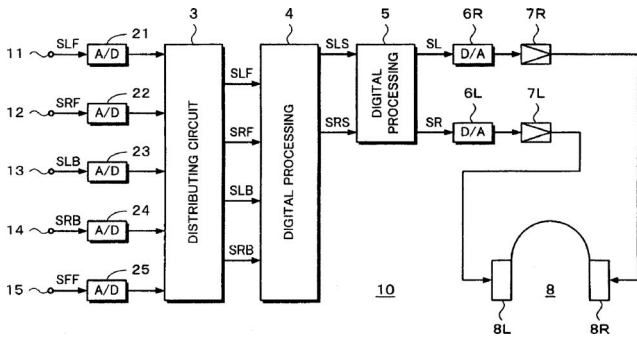 3 4 5 6R 7R
11 SLF A/D 21 SLS SL D/A
12 SRF A/D 22 SLF 6L 7L
SRF SRS SR D/A
13 SLB A/D 23
14 SRB A/D 24 SLB
15 SFF A/D 25 SRB
DISTRIBUTING CIRCUIT
DIGITAL PROCESSING
DIGITAL PROCESSING
10 8
8L 8R